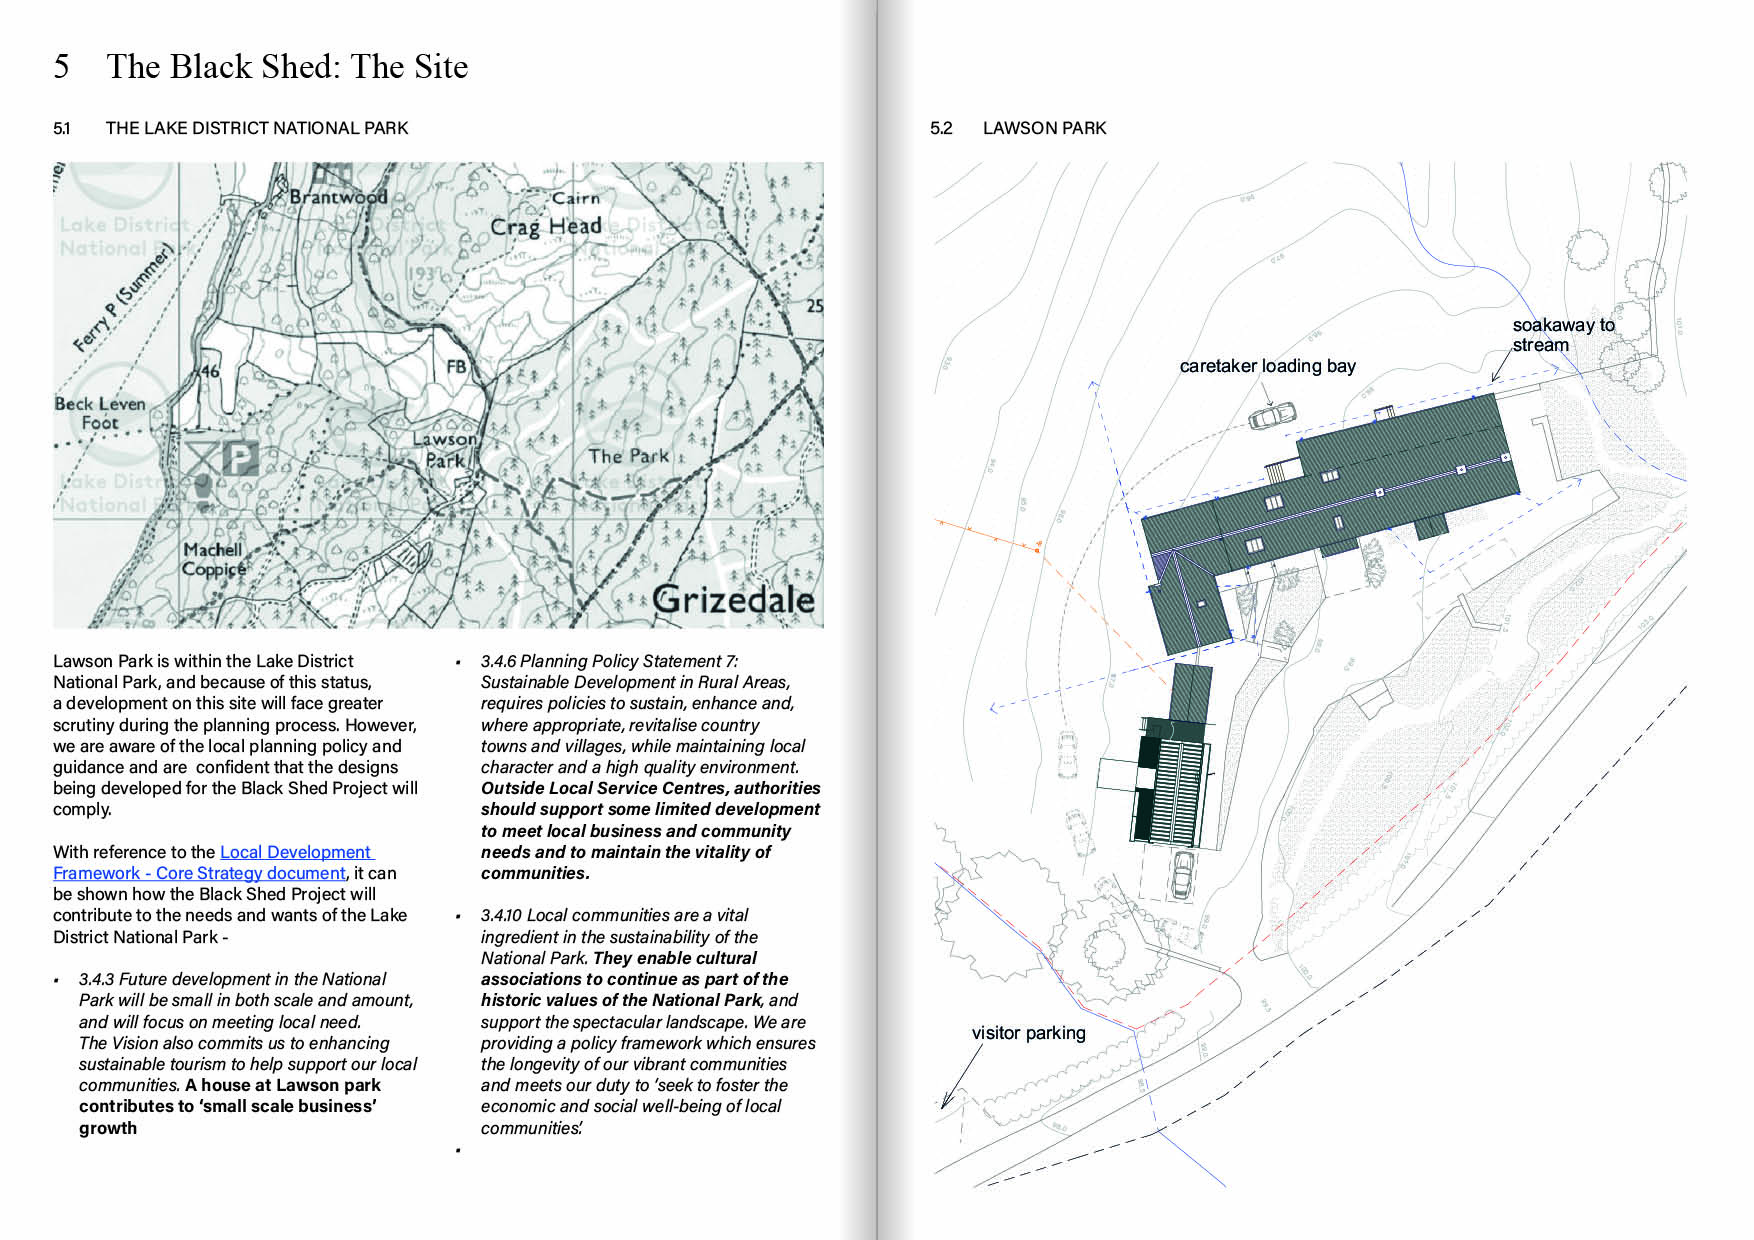 5 The Black Shed: The Site
5.1 THE LAKE DISTRICT NATIONAL PARK
Brantwood
Cairn
Crag Head
Lake District
National Park
193
Ferry P (Summer)
25
46
FB
Beck Leven
Foot
Lawson
Park
The Park
P
Lake District
National
Machell
Coppice
Grizedale
Lawson Park is within the Lake District
National Park, and because of this status,
a development on this site will face greater
scrutiny during the planning process. However,
we are aware of the local planning policy and
guidance and are  confident that the designs
being developed for the Black Shed Project will
comply.
With reference to the Local Development
Framework - Core Strategy document, it can
be shown how the Black Shed Project will
contribute to the needs and wants of the Lake
District National Park -
• 3.4.3 Future development in the National
Park will be small in both scale and amount,
and will focus on meeting local need.
The Vision also commits us to enhancing
sustainable tourism to help support our local
communities. A house at Lawson park
contributes to ‘small scale business’
growth
• 3.4.6 Planning Policy Statement 7:
Sustainable Development in Rural Areas,
requires policies to sustain, enhance and,
where appropriate, revitalise country
towns and villages, while maintaining local
character and a high quality environment.
Outside Local Service Centres, authorities
should support some limited development
to meet local business and community
needs and to maintain the vitality of
communities.
• 3.4.10 Local communities are a vital
ingredient in the sustainability of the
National Park. They enable cultural
associations to continue as part of the
historic values of the National Park, and
support the spectacular landscape. We are
providing a policy framework which ensures
the longevity of our vibrant communities
and meets our duty to ‘seek to foster the
economic and social well-being of local
communities’.
•
5.2 LAWSON PARK
soakaway to
stream
caretaker loading bay
visitor parking